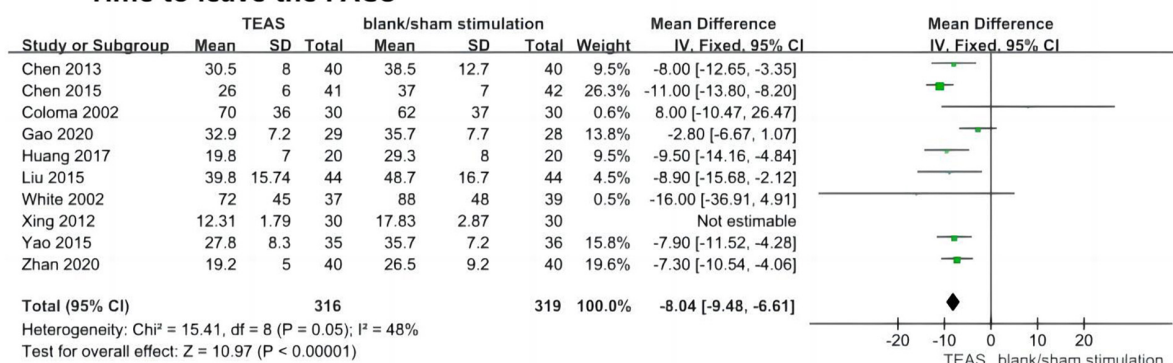 TEAS blank/sham stimulation Mean Difference Mean Difference
Study or Subgroup Mean SD Total Mean SD Total Weight IV, Fixed, 95% CI IV, Fixed, 95% CI
Chen 2013 30.5 8 40 38.5 12.7 40 9.5% -8.00 [-12.65, -3.35]
Chen 2015 26 6 41 37 7 42 26.3% -11.00 [-13.80, -8.20]
Coloma 2002 70 36 30 62 37 30 0.6% 8.00 [-10.47, 26.47]
Gao 2020 32.9 7.2 29 35.7 7.7 28 13.8% -2.80 [-6.67, 1.07]
Huang 2017 19.8 7 20 29.3 8 20 9.5% -9.50 [-14.16, -4.84]
Liu 2015 39.8 15.74 44 48.7 16.7 44 4.5% -8.90 [-15.68, -2.12]
White 2002 72 45 37 88 48 39 0.5% -16.00 [-36.91, 4.91]
Xing 2012 12.31 1.79 30 17.83 2.87 30 Not estimable
Yao 2015 27.8 8.3 35 35.7 7.2 36 15.8% -7.90 [-11.52, -4.28]
Zhan 2020 19.2 5 40 26.5 9.2 40 19.6% -7.30 [-10.54, -4.06]
Total (95% CI) 316 319 100.0% -8.04 [-9.48, -6.61]
Heterogeneity: Chi² = 15.41, df = 8 (P = 0.05); I² = 48%
Test for overall effect: Z = 10.97 (P < 0.00001)
-20 -10 0 10 20
TEAS blank/sham stimulation